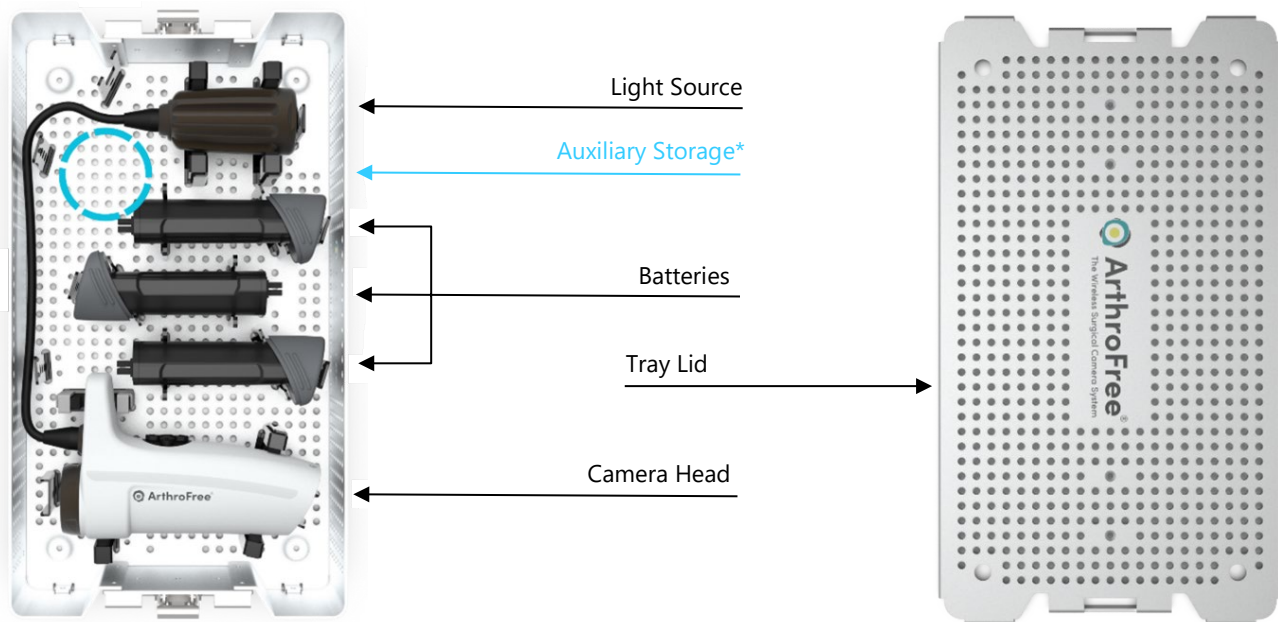 Light Source
Auxiliary Storage*
Batteries
Tray Lid
Camera Head
ArthroFree
ArthroFree®
The Wireless Surgical Camera System